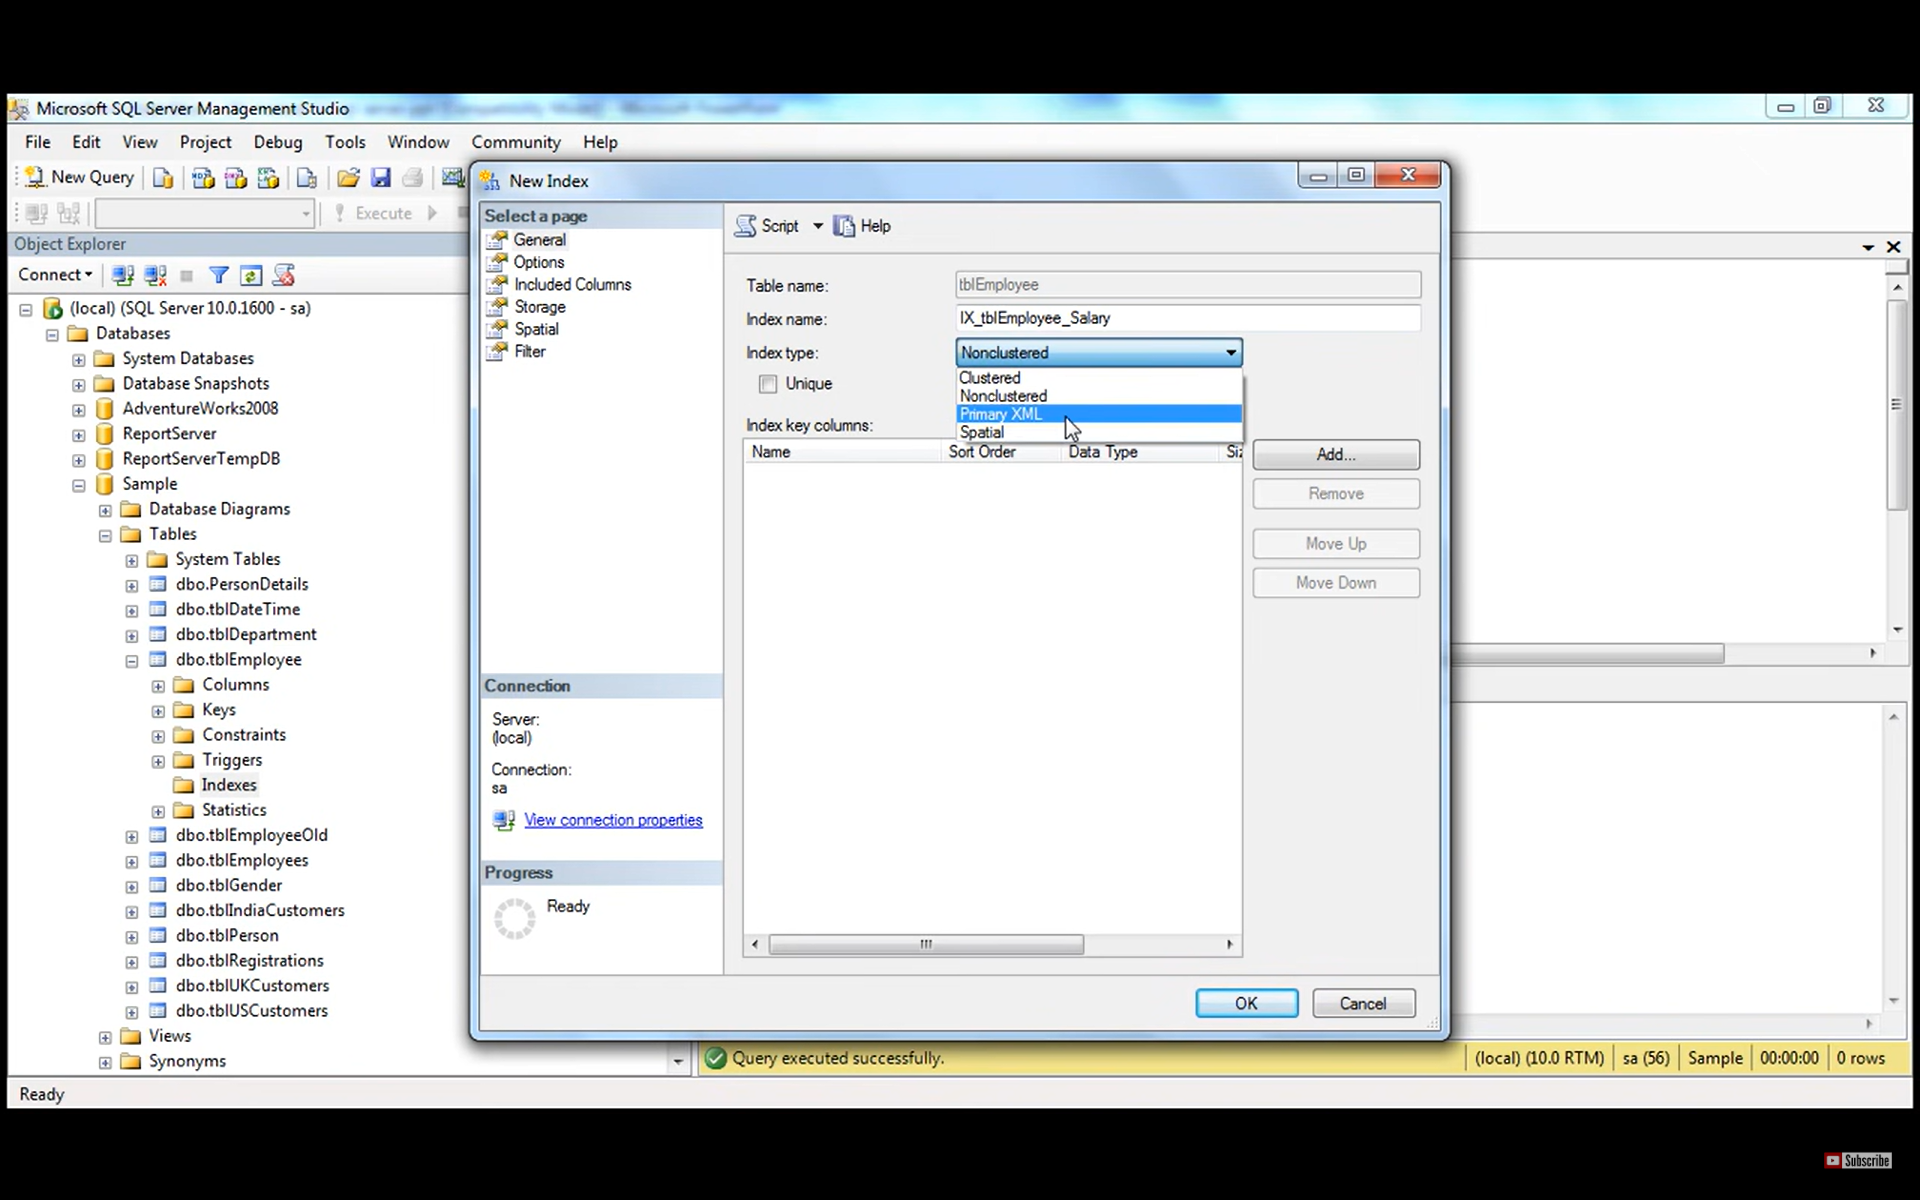 Microsoft SQL Server Management Studio
File Edit View Project Debug Tools Window Community Help
New Query
Execute
Object Explorer
Connect
(local) (SQL Server 10.0.1600 - sa)
Databases
System Databases
Database Snapshots
AdventureWorks2008
ReportServer
ReportServerTempDB
Sample
Database Diagrams
Tables
System Tables
dbo.PersonDetails
dbo.tblDateTime
dbo.tblDepartment
dbo.tblEmployee
Columns
Keys
Constraints
Triggers
Indexes
Statistics
dbo.tblEmployeeOld
dbo.tblEmployees
dbo.tblGender
dbo.tblIndiaCustomers
dbo.tblPerson
dbo.tblRegistrations
dbo.tblUKCustomers
dbo.tblUSCustomers
Views
Synonyms
New Index
Select a page
General
Options
Included Columns
Storage
Spatial
Filter
Connection
Server:
(local)
Connection:
sa
View connection properties
Progress
Ready
Script Help
Table name: tblEmployee
Index name: IX_tblEmployee_Salary
Index type: Nonclustered
Clustered
Nonclustered
Primary XML
Spatial
Unique
Index key columns:
Name Sort Order Data Type
Add...
Remove
Move Up
Move Down
OK Cancel
Query executed successfully. (local) (10.0 RTM) sa (56) Sample 00:00:00 0 rows
Ready
Subscribe